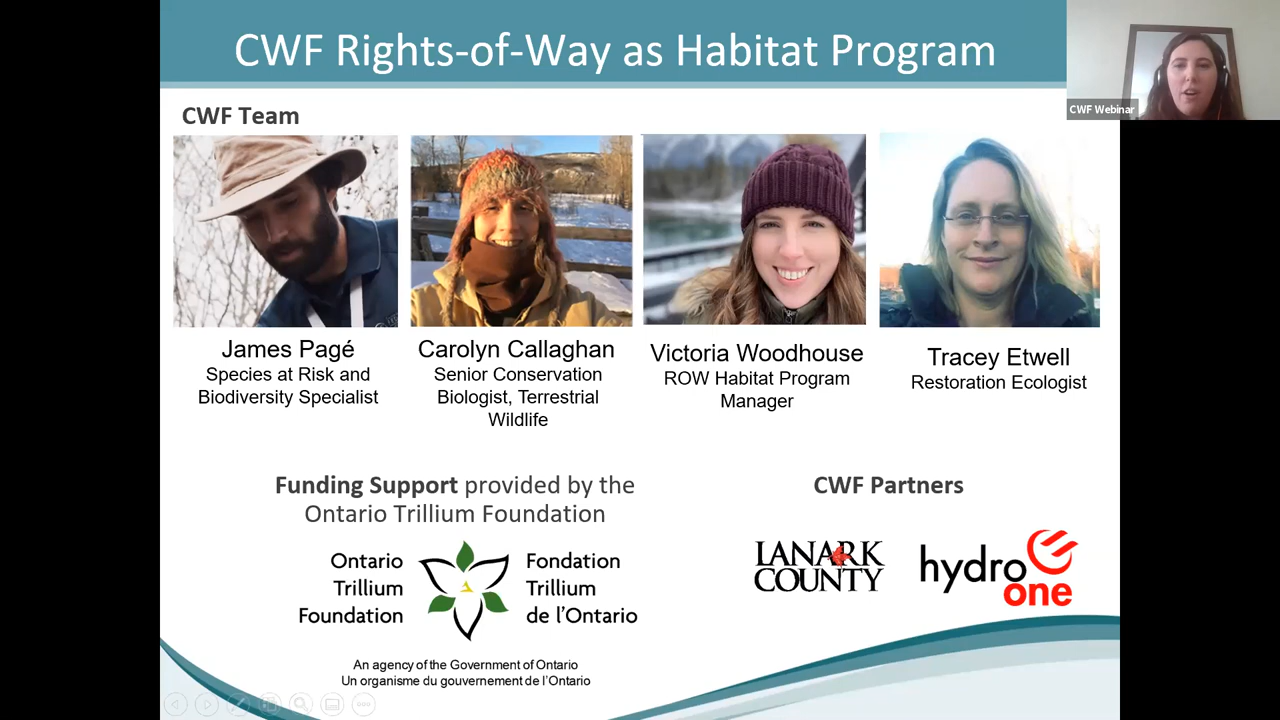 CWF Rights-of-Way as Habitat Program
CWF Webinar
CWF Team
James Pagé
Species at Risk and
Biodiversity Specialist
Carolyn Callaghan
Senior Conservation
Biologist, Terrestrial
Wildlife
Victoria Woodhouse
ROW Habitat Program
Manager
Tracey Etwell
Restoration Ecologist
Funding Support provided by the
Ontario Trillium Foundation
Ontario
Trillium
Foundation
Fondation
Trillium
de l’Ontario
An agency of the Government of Ontario
Un organisme du gouvernement de l’Ontario
CWF Partners
LANARK
COUNTY
hydro
one